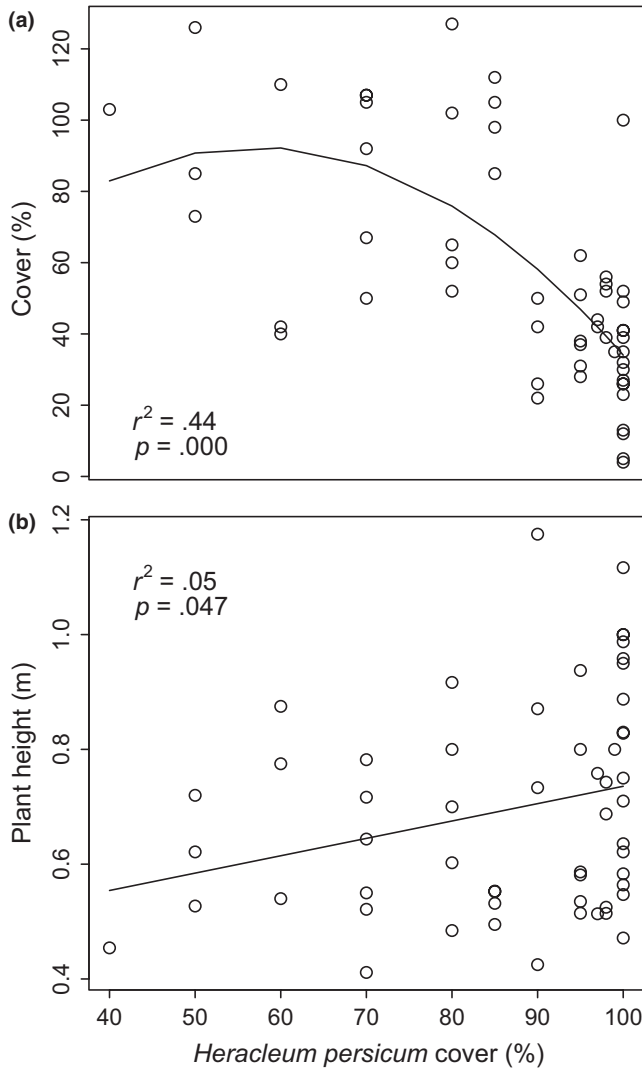 (a)
120
100
80
60
40
20
0
Cover (%)
r² = .44
p = .000
(b)
1.2
1.0
0.8
0.6
0.4
Plant height (m)
r² = .05
p = .047
40 50 60 70 80 90 100
Heracleum persicum cover (%)